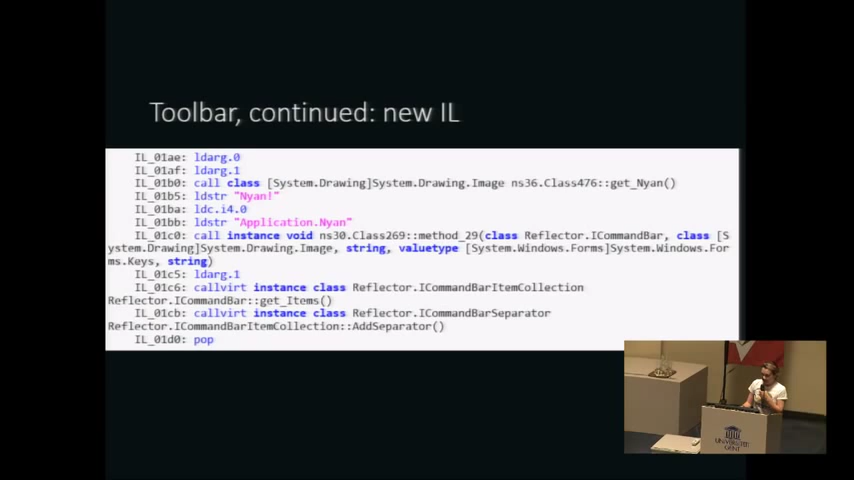 Toolbar, continued: new IL
IL_01ae: ldarg.0
IL_01af: ldarg.1
IL_01b0: call class [System.Drawing]System.Drawing.Image ns36.Class476::get_Nyan()
IL_01b5: ldstr "Nyan!"
IL_01ba: ldc.i4.0
IL_01bb: ldstr "Application.Nyan"
IL_01c0: call instance void ns30.Class269::method_29(class Reflector.ICommandBar, class [S
ystem.Drawing]System.Drawing.Image, string, valuetype [System.Windows.Forms]System.Windows.For
ms.Keys, string)
IL_01c5: ldarg.1
IL_01c6: callvirt instance class Reflector.ICommandBarItemCollection
Reflector.ICommandBar::get_Items()
IL_01cb: callvirt instance class Reflector.ICommandBarSeparator
Reflector.ICommandBarItemCollection::AddSeparator()
IL_01d0: pop
UNIVERSITEIT
GENT